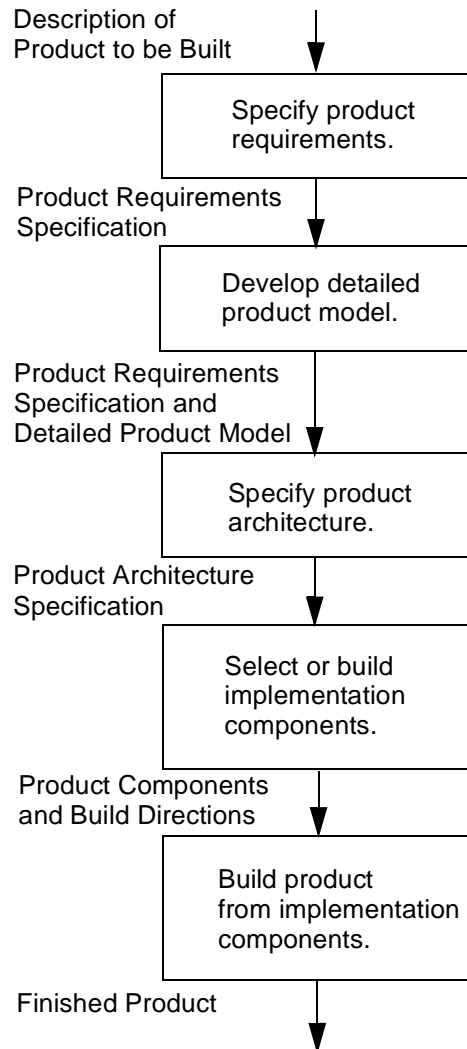 Description of
Product to be Built
Specify product
requirements.
Product Requirements
Specification
Develop detailed
product model.
Product Requirements
Specification and
Detailed Product Model
Specify product
architecture.
Product Architecture
Specification
Select or build
implementation
components.
Product Components
and Build Directions
Build product
from implementation
components.
Finished Product